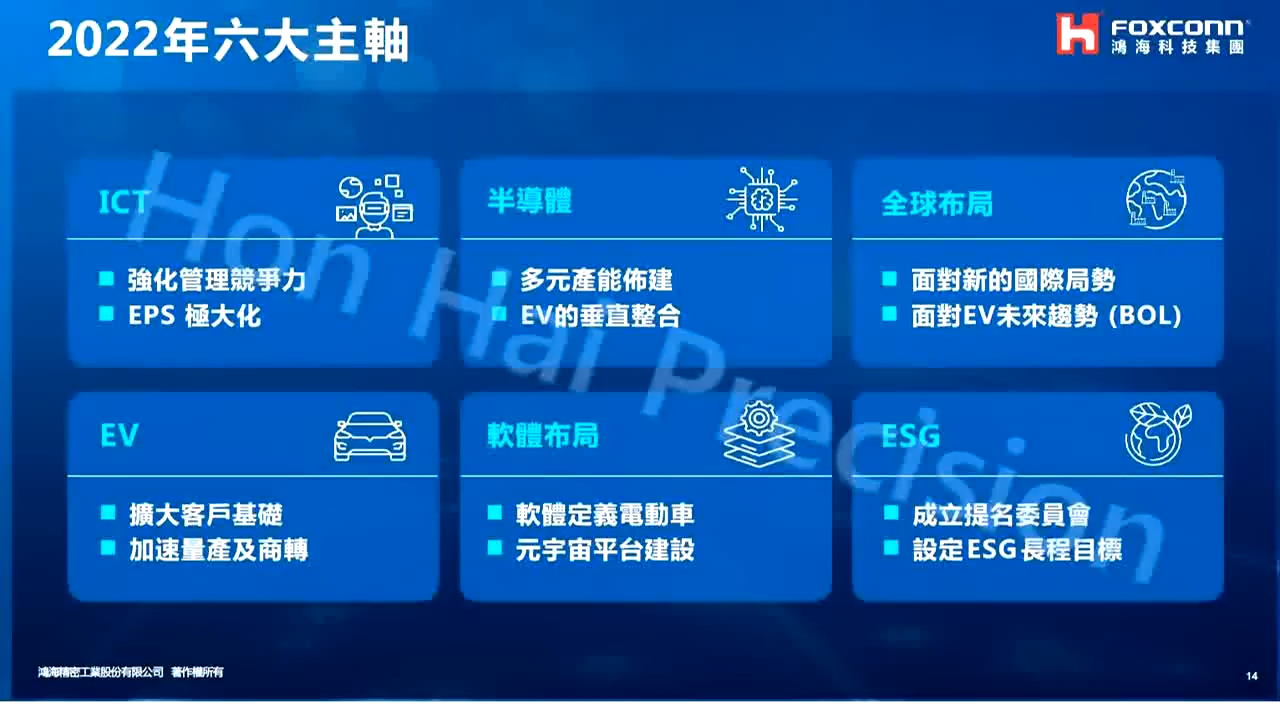 2022年六大主軸
FOXCONN
鴻海科技集團
ICT
強化管理競爭力
EPS 極大化
半導體
多元產能佈建
EV的垂直整合
全球布局
面對新的國際局勢
面對EV未來趨勢 (BOL)
EV
擴大客戶基礎
加速量產及商轉
軟體布局
軟體定義電動車
元宇宙平台建設
ESG
成立提名委員會
設定ESG長程目標
Hon Hai Precision
鴻海精密工業股份有限公司 著作權所有
14